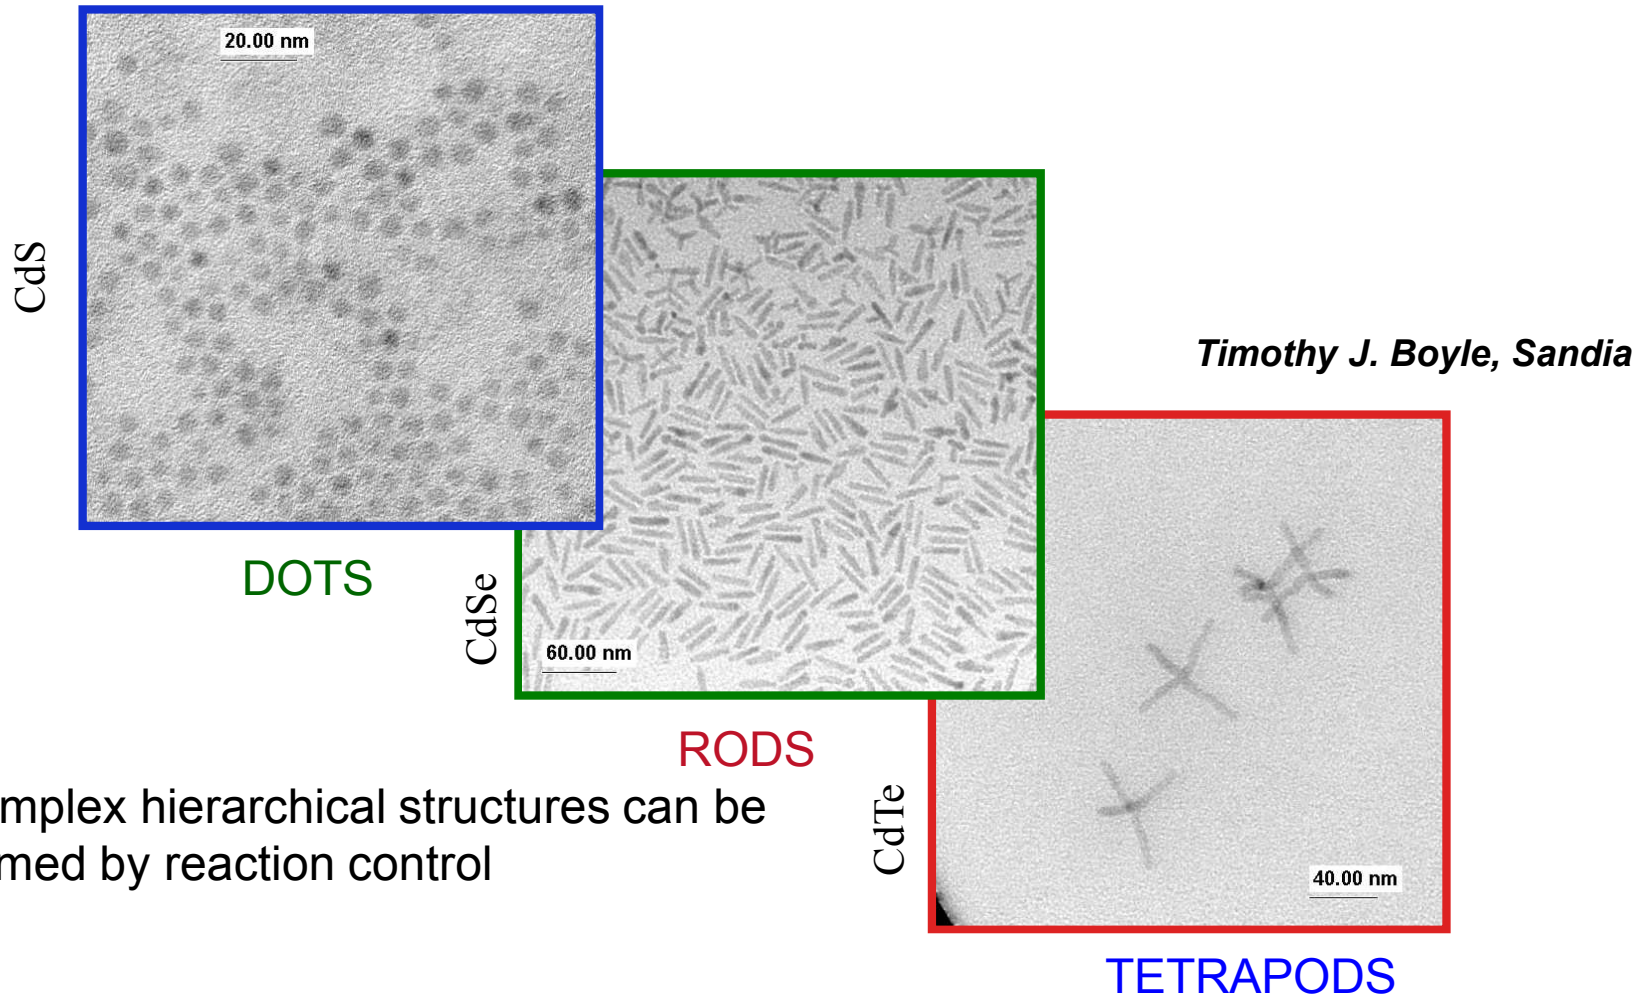 20.00 nm
CdS
DOTS
Timothy J. Boyle, Sandia
CdSe
60.00 nm
RODS
mplex hierarchical structures can be
med by reaction control
CdTe
40.00 nm
TETRAPODS